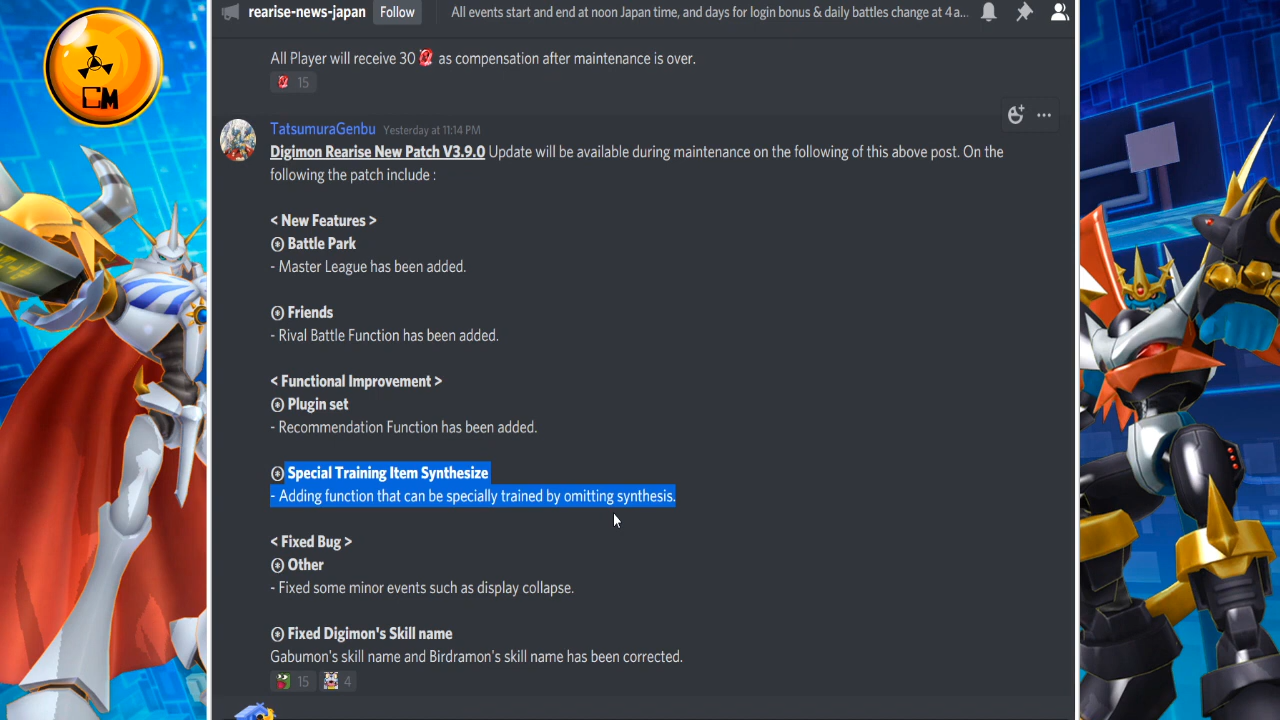 rearise-news-japan Follow All events start and end at noon Japan time, and days for login bonus & daily battles change at 4 a...
All Player will receive 30 as compensation after maintenance is over.
15
TatsumuraGenbu Yesterday at 11:14 PM
Digimon Rearise New Patch V3.9.0 Update will be available during maintenance on the following of this above post. On the
following the patch include :
< New Features >
Battle Park
- Master League has been added.
Friends
- Rival Battle Function has been added.
< Functional Improvement >
Plugin set
- Recommendation Function has been added.
Special Training Item Synthesize
- Adding function that can be specially trained by omitting synthesis.
< Fixed Bug >
Other
- Fixed some minor events such as display collapse.
Fixed Digimon's Skill name
Gabumon's skill name and Birdramon's skill name has been corrected.
15 4
CM